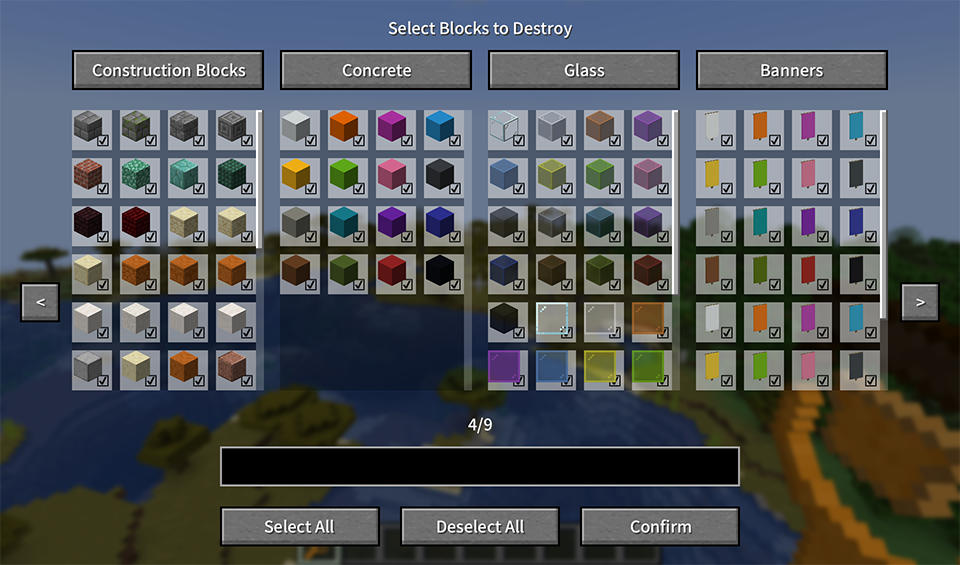 Select Blocks to Destroy
Construction Blocks
Concrete
Glass
Banners
<
>
4/9
Select All
Deselect All
Confirm